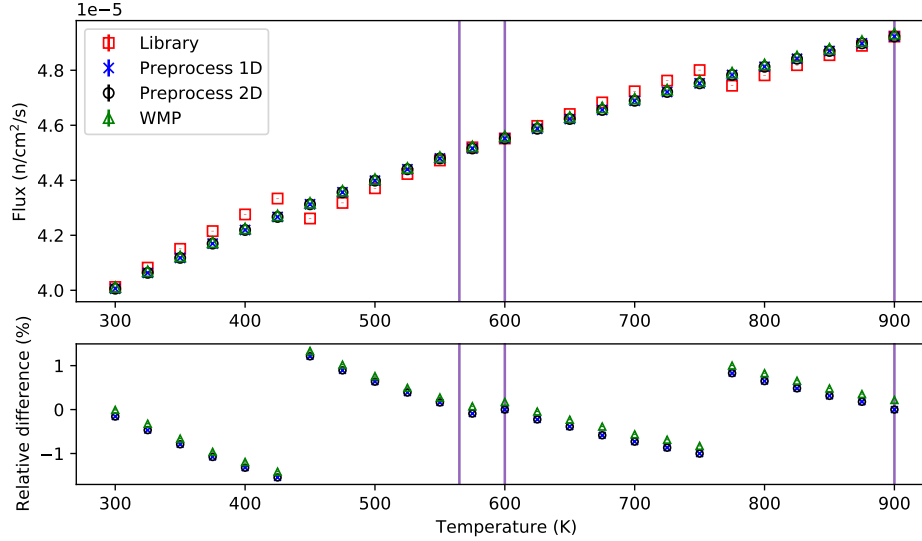 1e−5
Library
Preprocess 1D
Preprocess 2D
WMP
Flux (n/cm²/s)
4.8
4.6
4.4
4.2
4.0
300 400 500 600 700 800 900
Relative difference (%)
1
0
−1
300 400 500 600 700 800 900
Temperature (K)